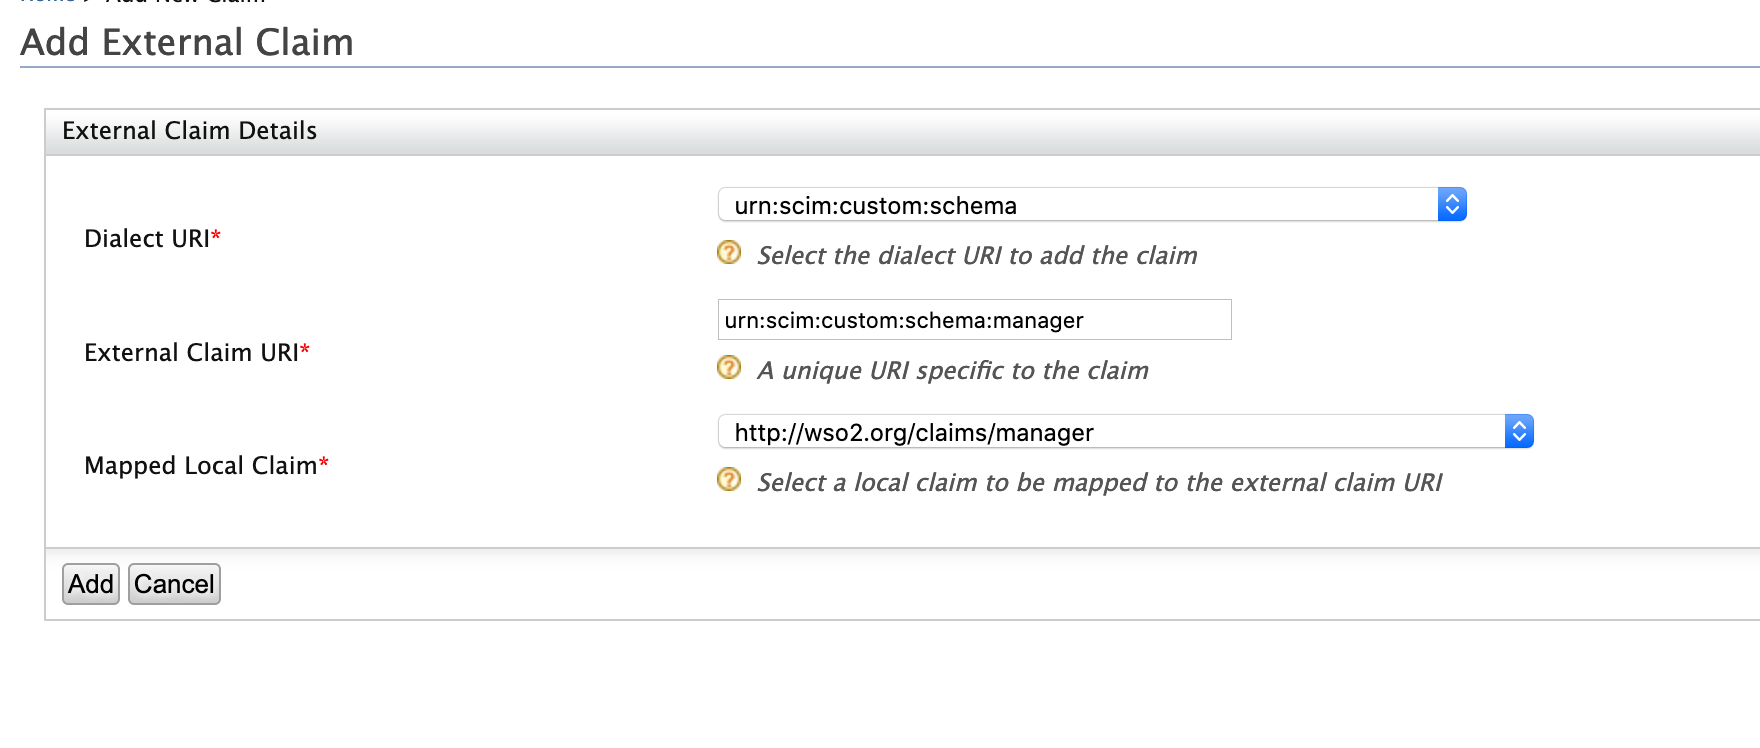 Home > Add New Claim
Add External Claim
External Claim Details
urn:scim:custom:schema
Dialect URI*
Select the dialect URI to add the claim
urn:scim:custom:schema:manager
External Claim URI*
A unique URI specific to the claim
http://wso2.org/claims/manager
Mapped Local Claim*
Select a local claim to be mapped to the external claim URI
Add Cancel